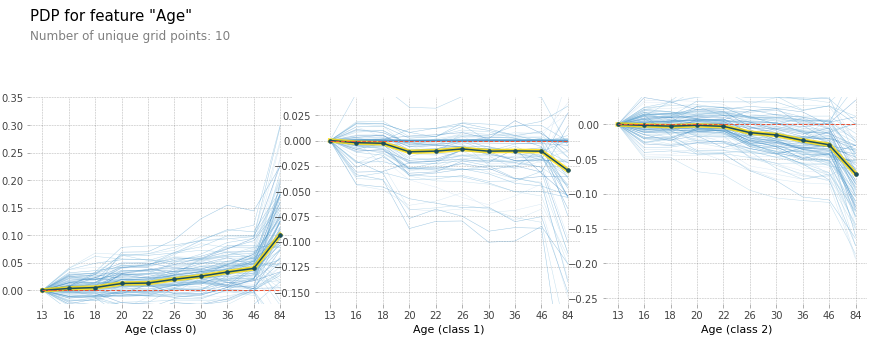 PDP for feature "Age"
Number of unique grid points: 10
0.35
0.30
0.25
0.20
0.15
0.10
0.05
0.00
13 16 18 20 22 26 30 36 46 84
Age (class 0)
0.025
0.000
−0.025
−0.050
−0.075
−0.100
−0.125
−0.150
13 16 18 20 22 26 30 36 46 84
Age (class 1)
0.00
−0.05
−0.10
−0.15
−0.20
−0.25
13 16 18 20 22 26 30 36 46 84
Age (class 2)